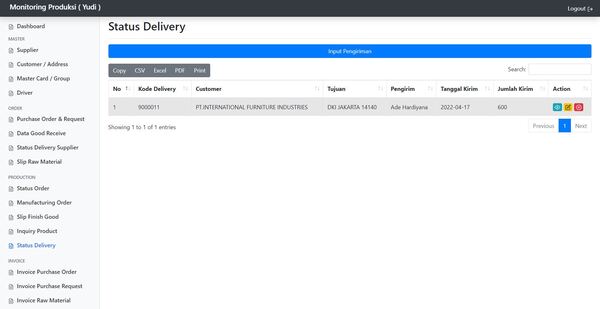 Monitoring Produksi ( Yudi )
Logout
Dashboard
MASTER
Supplier
Customer / Address
Master Card / Group
Driver
ORDER
Purchase Order & Request
Data Good Receive
Status Delivery Supplier
Slip Raw Material
PRODUCTION
Status Order
Manufacturing Order
Slip Finish Good
Inquiry Product
Status Delivery
INVOICE
Invoice Purchase Order
Invoice Purchase Request
Invoice Raw Material
Status Delivery
Input Pengiriman
Copy CSV Excel PDF Print
Search:
No Kode Delivery Customer Tujuan Pengirim Tanggal Kirim Jumlah Kirim Action
1 9000011 PT.INTERNATIONAL FURNITURE INDUSTRIES DKI JAKARTA 14140 Ade Hardiyana 2022-04-17 600
Showing 1 to 1 of 1 entries
Previous 1 Next